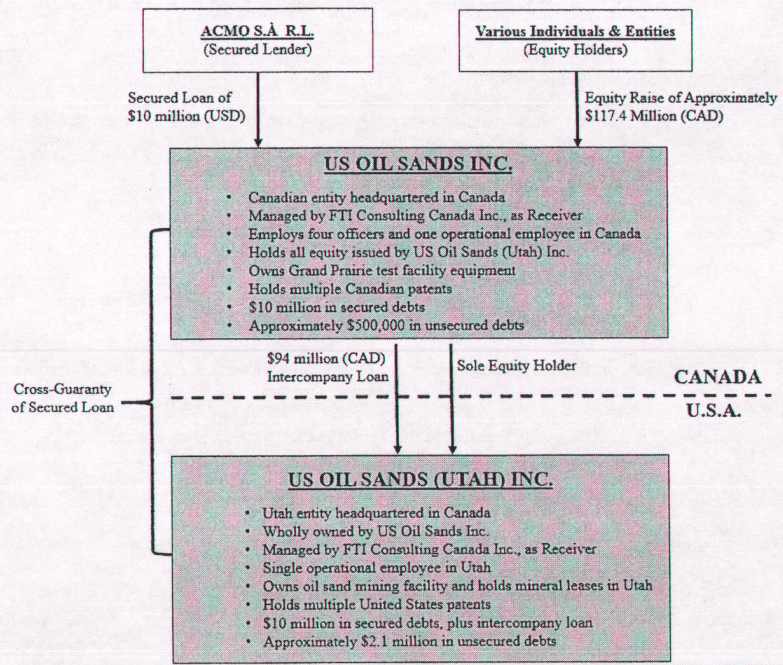 ACMO S.À R.L.
(Secured Lender)
Various Individuals & Entities
(Equity Holders)
Secured Loan of
$10 million (USD)
Equity Raise of Approximately
$117.4 Million (CAD)
US OIL SANDS INC.
• Canadian entity headquartered in Canada
• Managed by FTI Consulting Canada Inc., as Receiver
• Employs four officers and one operational employee in Canada
• Holds all equity issued by US Oil Sands (Utah) Inc.
• Owns Grand Prairie test facility equipment
• Holds multiple Canadian patents
• $10 million in secured debts
• Approximately $500,000 in unsecured debts
$94 million (CAD)
Intercompany Loan
Sole Equity Holder
Cross-Guaranty
of Secured Loan
CANADA
U.S.A.
US OIL SANDS (UTAH) INC.
• Utah entity headquartered in Canada
• Wholly owned by US Oil Sands Inc.
• Managed by FTI Consulting Canada Inc., as Receiver
• Single operational employee in Utah
• Owns oil sand mining facility and holds mineral leases in Utah
• Holds multiple United States patents
• $10 million in secured debts, plus intercompany loan
• Approximately $2.1 million in unsecured debts